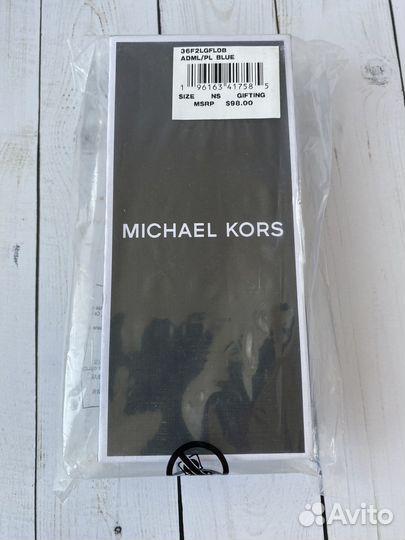 36F2LGFL0B
ADML/PL BLUE
1 96163 41758 5
SIZE NS GIFTING
MSRP $98.00
MICHAEL KORS
Avito